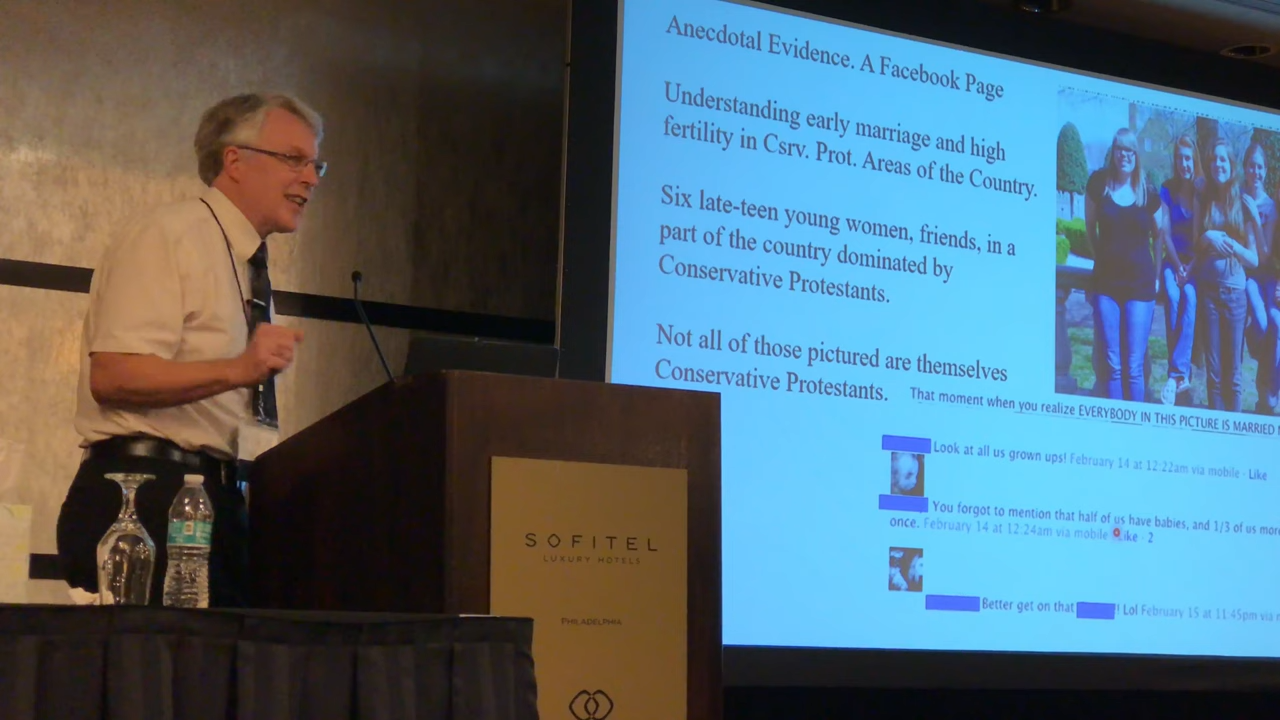 Anecdotal Evidence. A Facebook Page
Understanding early marriage and high
fertility in Csrv. Prot. Areas of the Country.
Six late-teen young women, friends, in a
part of the country dominated by
Conservative Protestants.
Not all of those pictured are themselves
Conservative Protestants.
That moment when you realize EVERYBODY IN THIS PICTURE IS MARRIED
Look at all us grown ups! February 14 at 12:22am via mobile · Like
You forgot to mention that half of us have babies, and 1/3 of us more
once. February 14 at 12:24am via mobile Like · 2
Better get on that !! Lol February 15 at 11:45pm via
SOFITEL
LUXURY HOTELS
PHILADELPHIA